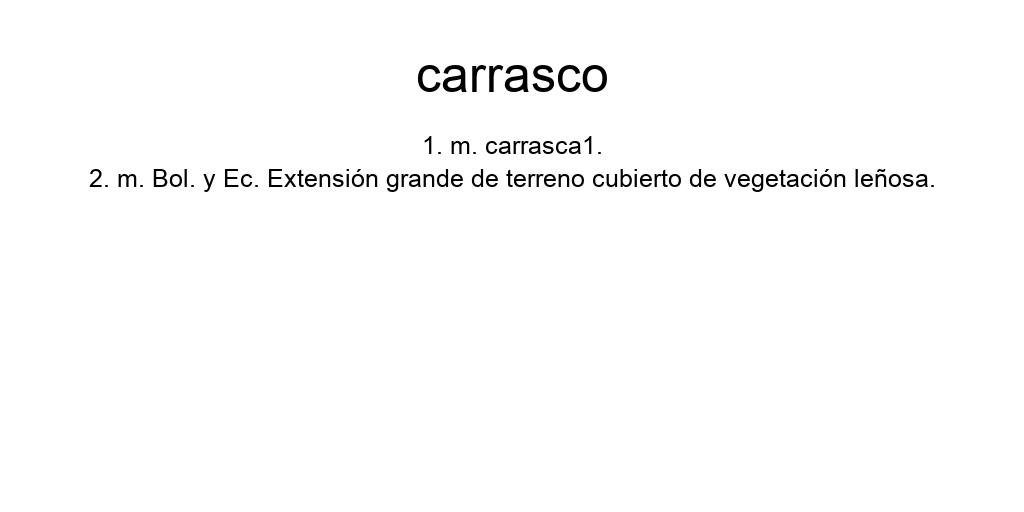 carrasco
1. m. carrasca1.
2. m. Bol. y Ec. Extensión grande de terreno cubierto de vegetación leñosa.